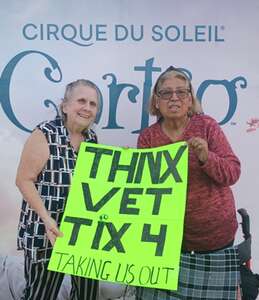 CIRQUE DU SOLEIL
Corteo
THNX
VET
TiX 4
TAKING US OUT